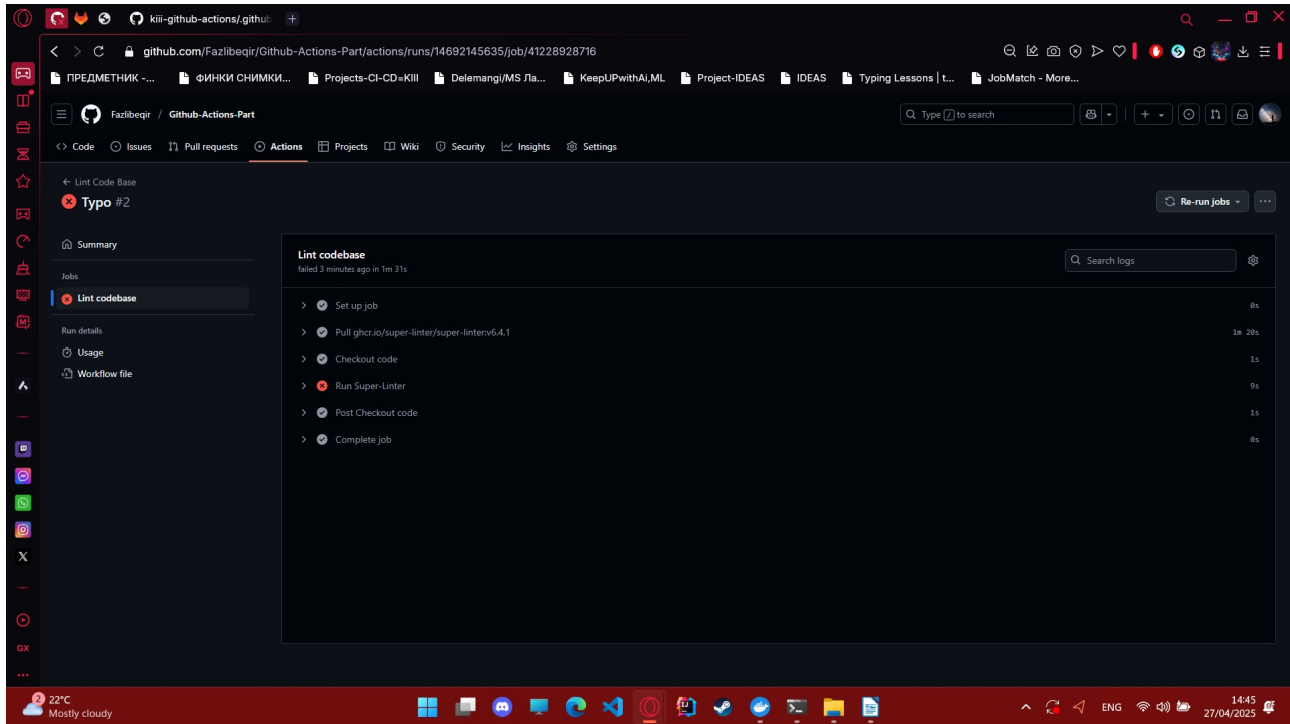 kiii-github-actions/.github
github.com/Fazlibeqir/Github-Actions-Part/actions/runs/14692145635/job/41228928716
ПРЕДМЕТНИК -... ФИНКИ СНИМКИ... Projects-CI-CD=KIII Delemangi/MS Ла... KeepUPwithAi,ML Project-IDEAS IDEAS Typing Lessons | t... JobMatch - More...
Fazlibeqir / Github-Actions-Part
Type / to search
Code Issues Pull requests Actions Projects Wiki Security Insights Settings
← Lint Code Base
Typo #2
Re-run jobs
Summary
Jobs
Lint codebase
Run details
Usage
Workflow file
Lint codebase
failed 3 minutes ago in 1m 31s
Search logs
Set up job 0s
Pull ghcr.io/super-linter/super-linter:v6.4.1 1m 20s
Checkout code 1s
Run Super-Linter 9s
Post Checkout code 1s
Complete job 0s
GX
2
22°C
Mostly cloudy
ENG
14:45
27/04/2025